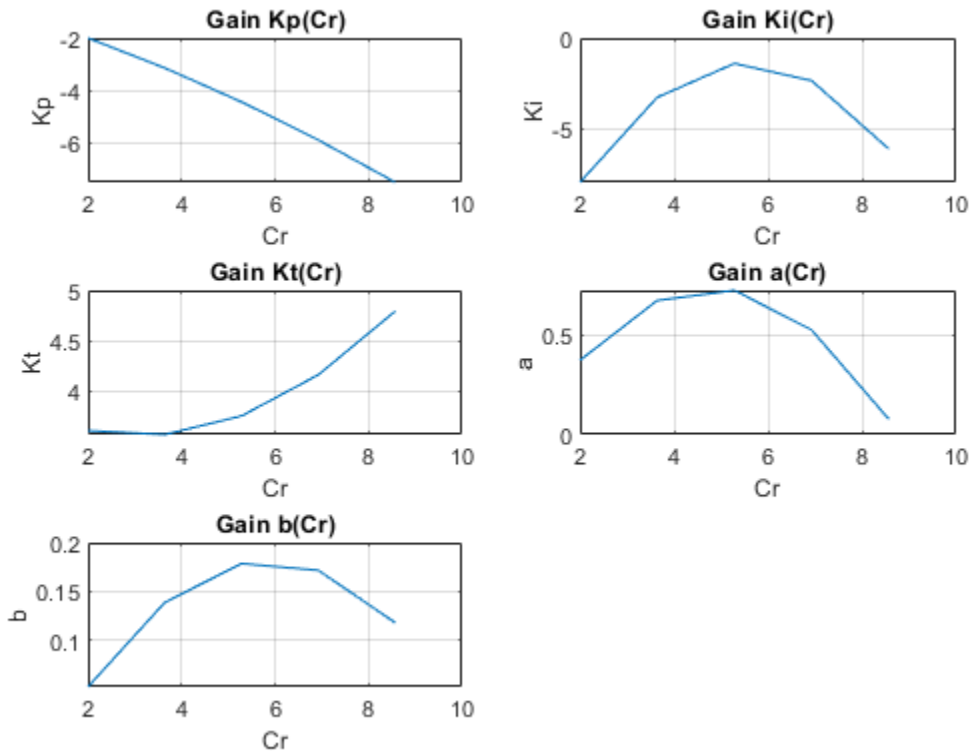 Gain Kp(Cr)
-2
-4
-6
Kp
2 4 6 8 10
Cr
Gain Ki(Cr)
0
-5
Ki
2 4 6 8 10
Cr
Gain Kt(Cr)
5
4.5
4
Kt
2 4 6 8 10
Cr
Gain a(Cr)
0.5
0
a
2 4 6 8 10
Cr
Gain b(Cr)
0.2
0.15
0.1
b
2 4 6 8 10
Cr